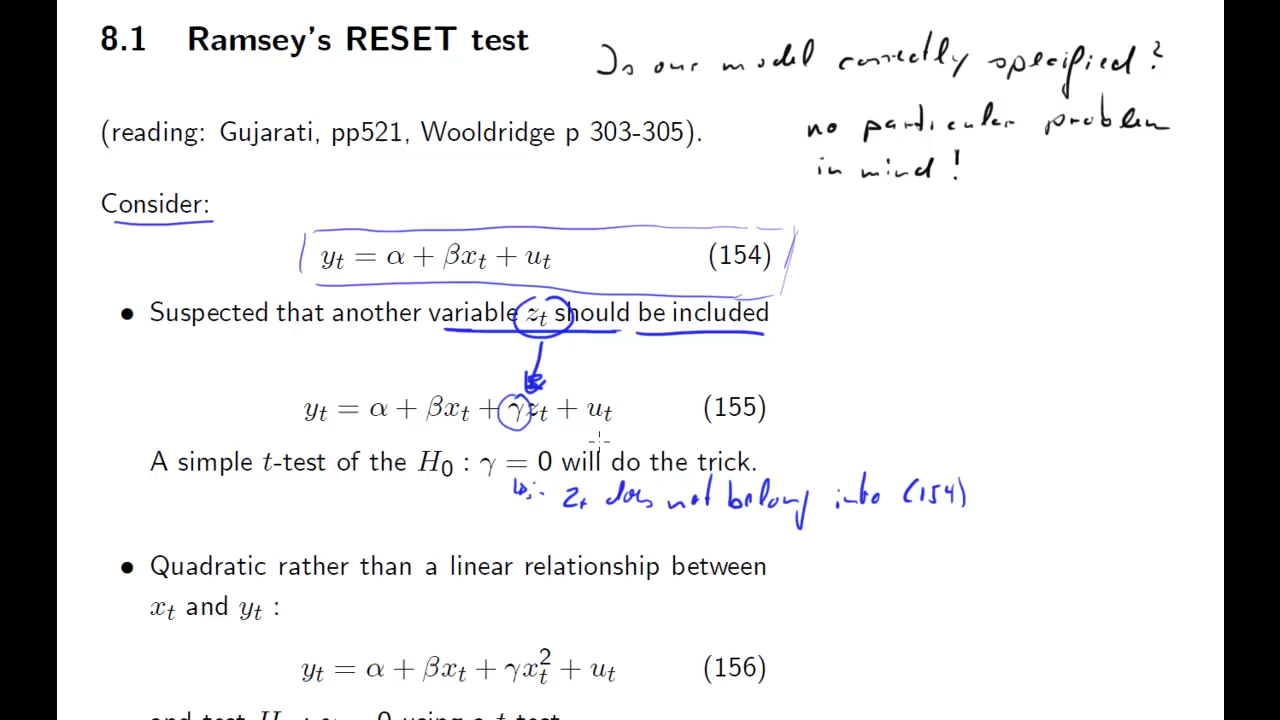 8.1 Ramsey's RESET test
Is our model correctly specified?
no particular problem
in mind!
(reading: Gujarati, pp521, Wooldridge p 303-305).
Consider:
yₜ = α + βxₜ + uₜ (154)
• Suspected that another variable zₜ should be included
yₜ = α + βxₜ + γzₜ + uₜ (155)
A simple t-test of the H₀ : γ = 0 will do the trick.
zₜ does not belong into (154)
• Quadratic rather than a linear relationship between
xₜ and yₜ :
yₜ = α + βxₜ + γxₜ² + uₜ (156)